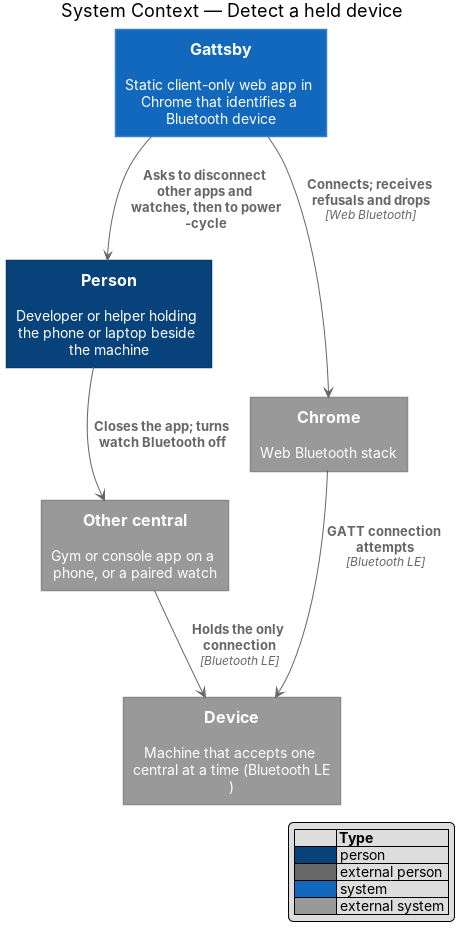 System Context — Detect a held device
Gattsby
Static client-only web app in
Chrome that identifies a
Bluetooth device
Asks to disconnect
other apps and
watches, then to power
-cycle
Connects; receives
refusals and drops
[Web Bluetooth]
Person
Developer or helper holding
the phone or laptop beside
the machine
Closes the app; turns
watch Bluetooth off
Chrome
Web Bluetooth stack
Other central
Gym or console app on a
phone, or a paired watch
GATT connection
attempts
[Bluetooth LE]
Holds the only
connection
[Bluetooth LE]
Device
Machine that accepts one
central at a time (Bluetooth LE
)
Type
person
external person
system
external system